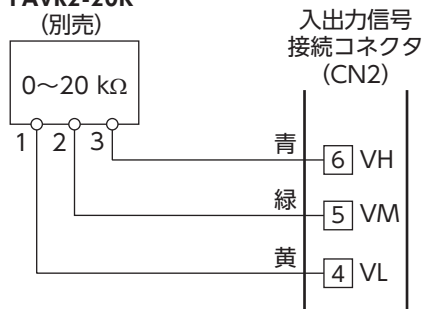 PAVR2-20K
(別売)
0～20 kΩ
1 2 3
入出力信号
接続コネクタ
(CN2)
青
6 VH
緑
5 VM
黄
4 VL